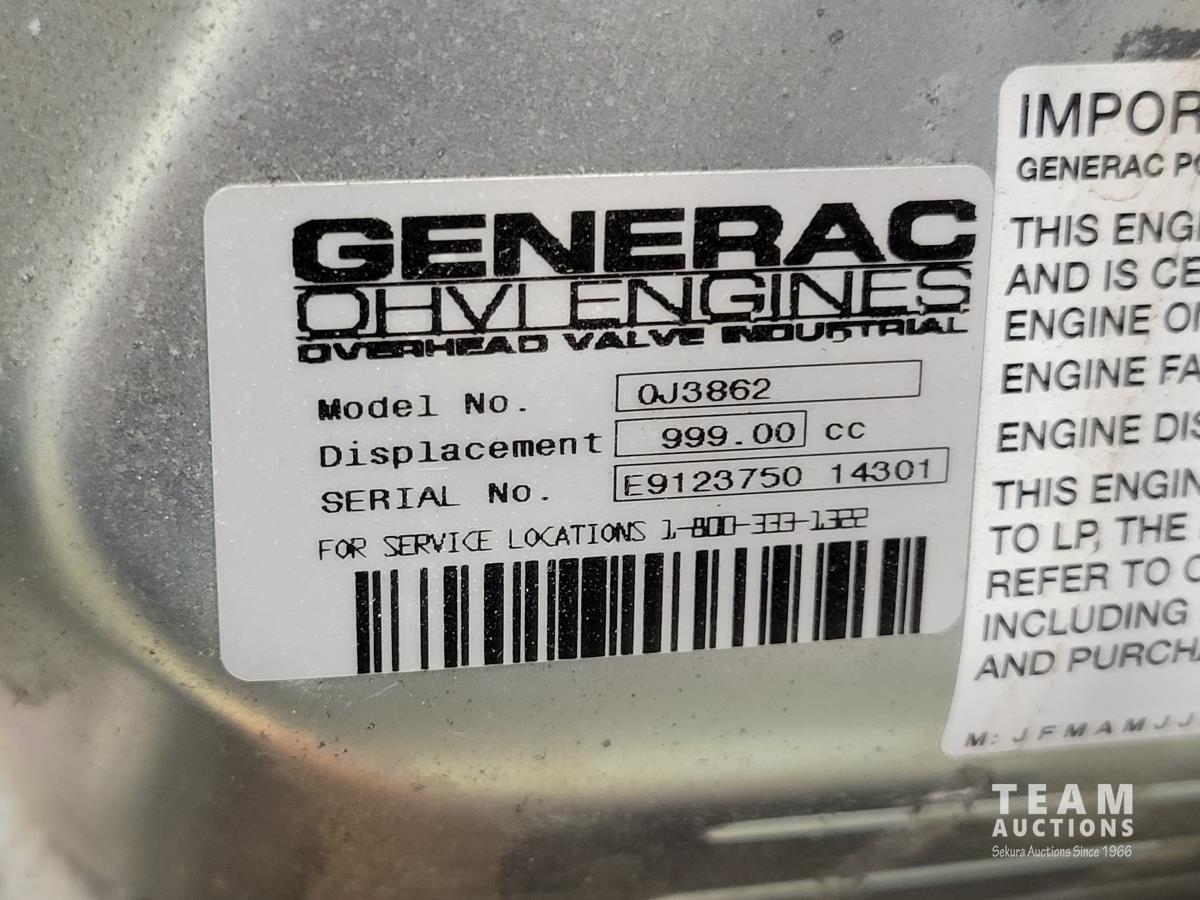 GENERAC
OHVI ENGINES
OVERHEAD VALVE INDUSTRIAL
Model No. 0J3862
Displacement 999.00 cc
SERIAL No. E9123750 14301
FOR SERVICE LOCATIONS 1-800-333-1322
IMPOR
GENERAC PO
THIS ENGI
AND IS CE
ENGINE O
ENGINE FA
ENGINE DIS
THIS ENGIN
TO LP, THE
REFER TO O
INCLUDING
AND PURCHA
M: J F M A M J J
TEAM
AUCTIONS
Sekura Auctions Since 1966